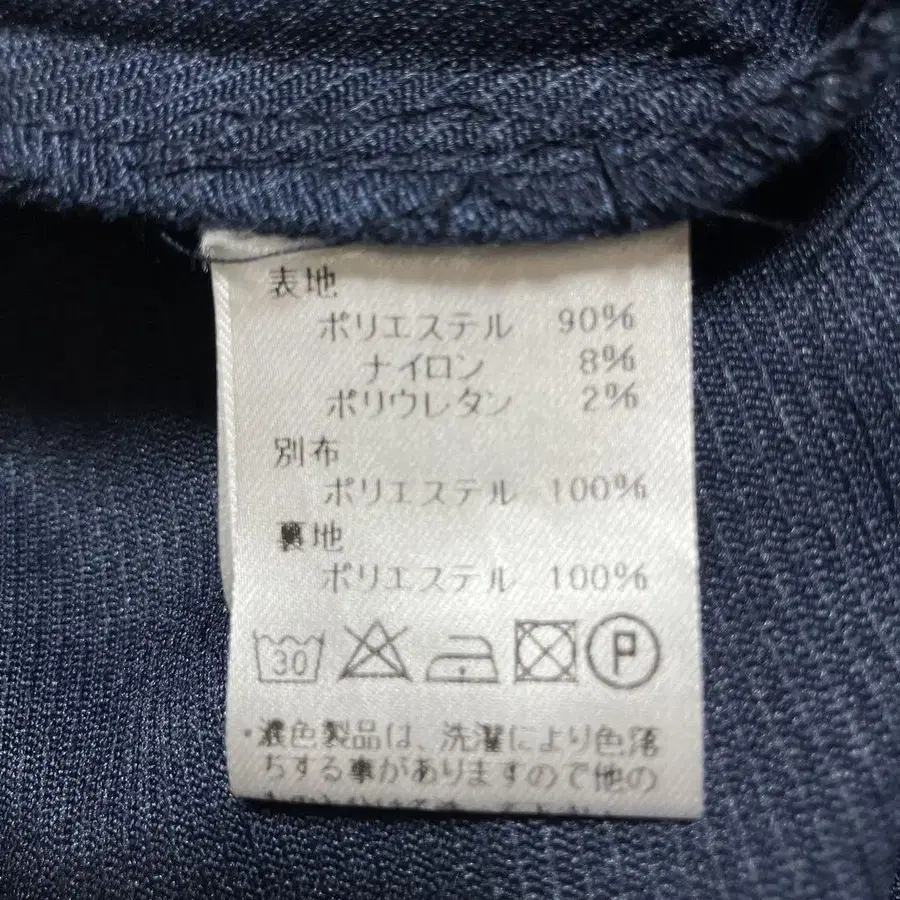 表地
ポリエステル 90%
ナイロン 8%
ポリウレタン 2%
別布
ポリエステル 100%
裏地
ポリエステル 100%
30 P
・濃色製品は、洗濯により色落
ちする事がありますので他の